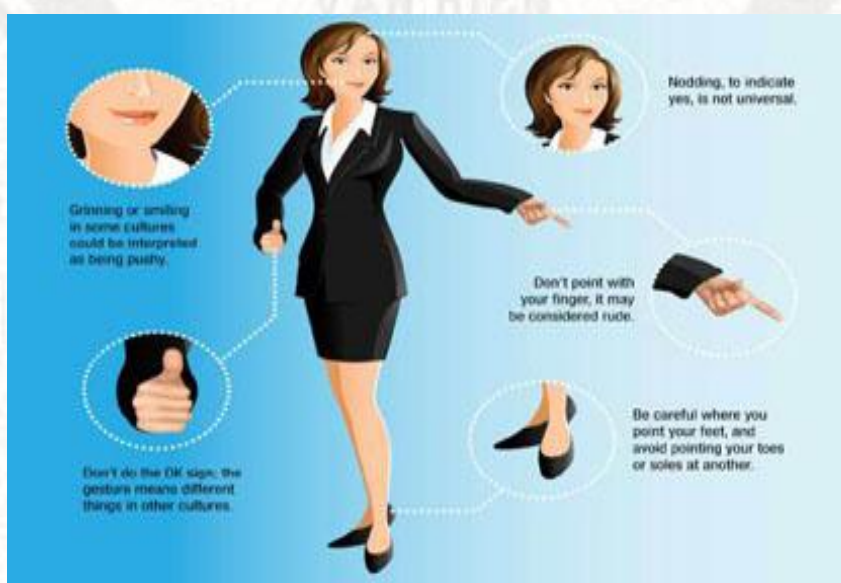 Nodding, to indicate
yes, is not universal.
Grinning or smiling
in some cultures
could be interpreted
as being pushy.
Don't point with
your finger, it may
be considered rude.
Don't do the OK sign; the
gesture means different
things in other cultures.
Be careful where you
point your feet, and
avoid pointing your toes
or soles at another.